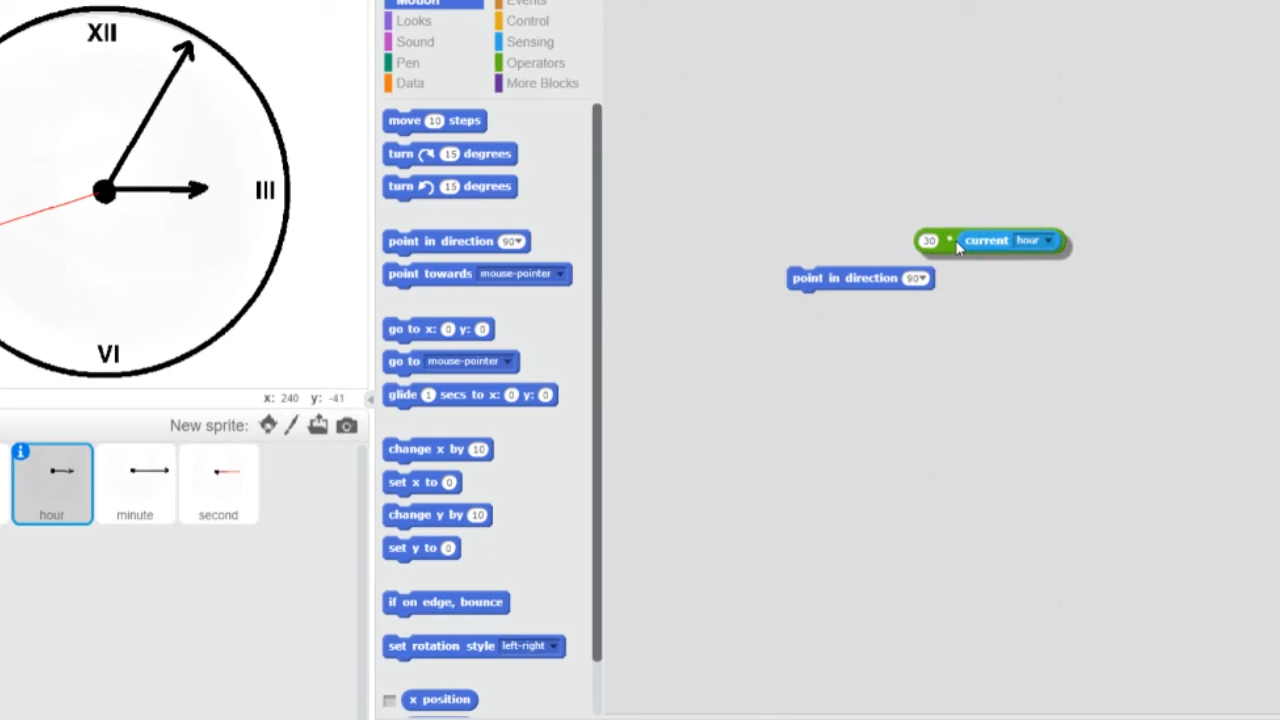 XII
III
VI
x: 240 y: -41
New sprite:
hour
minute
second
Motion
Events
Looks
Control
Sound
Sensing
Pen
Operators
Data
More Blocks
move 10 steps
turn 15 degrees
turn 15 degrees
point in direction 90▼
point towards mouse-pointer
go to x: 0 y: 0
go to mouse-pointer
glide 1 secs to x: 0 y: 0
change x by 10
set x to 0
change y by 10
set y to 0
if on edge, bounce
set rotation style left-right
x position
30 * current hour
point in direction 90▼